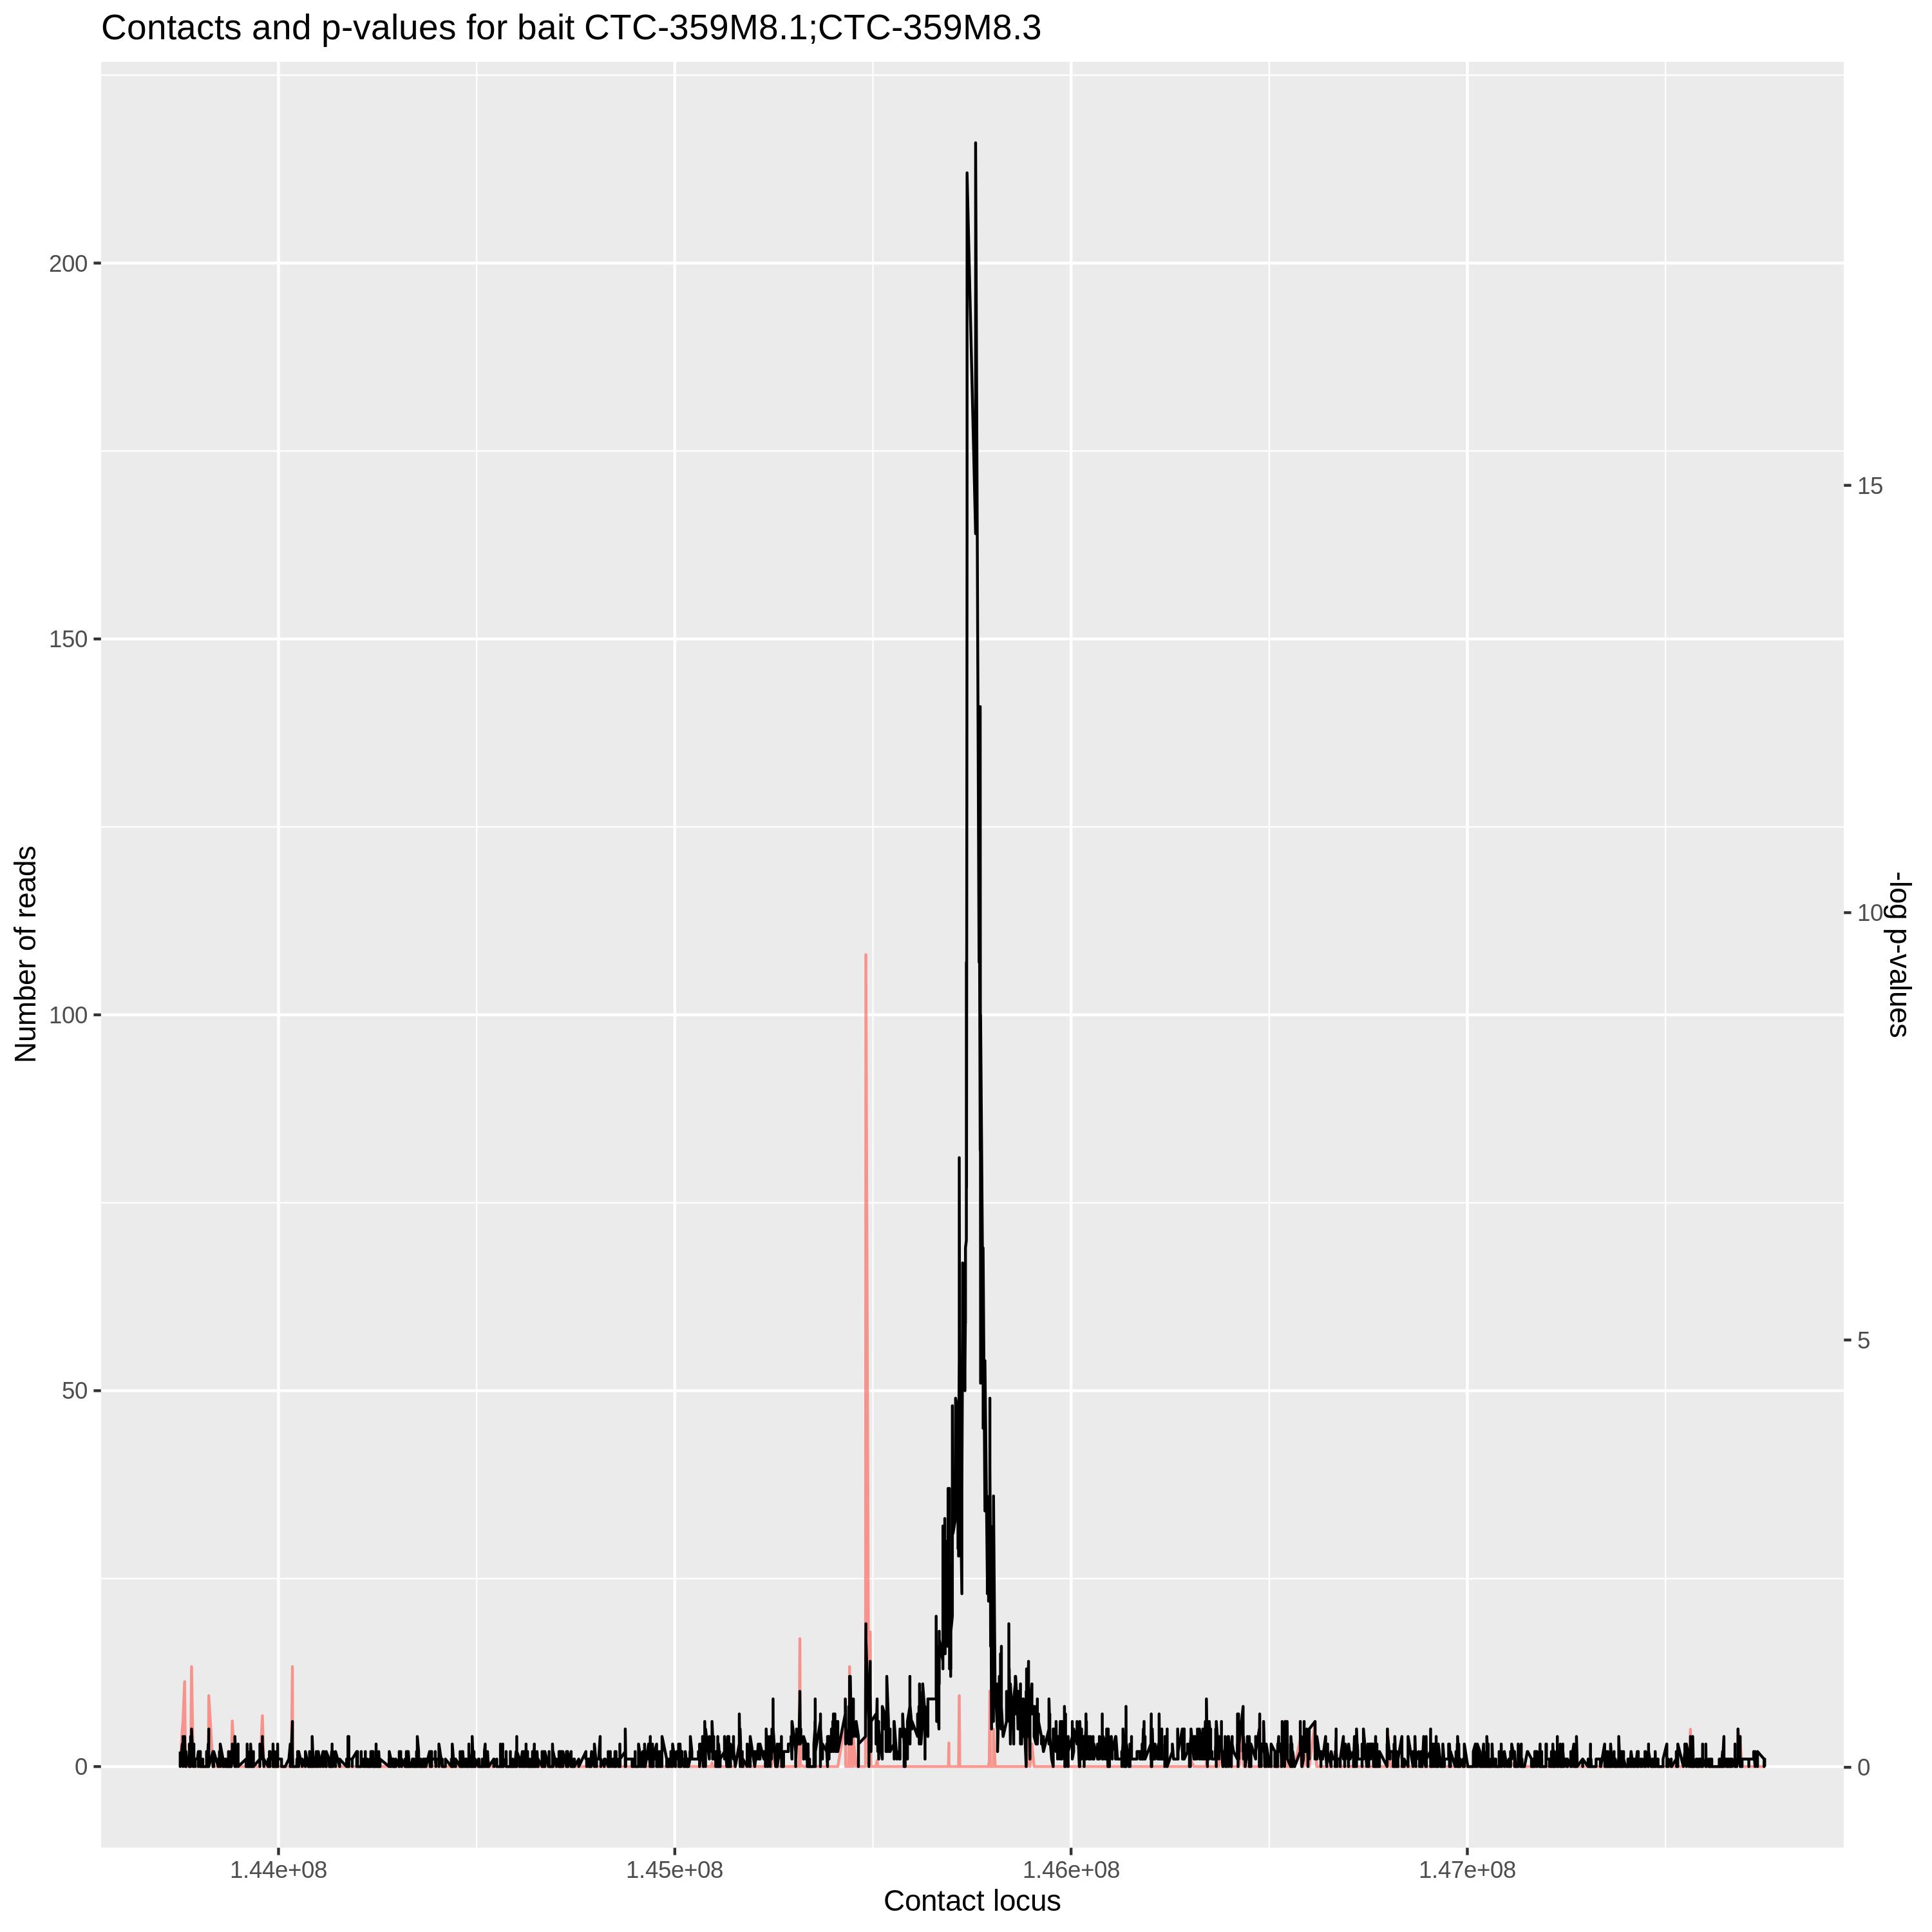 Contacts and p-values for bait CTC-359M8.1;CTC-359M8.3
200
150
100
50
0
Number of reads
15
10
5
0
-log p-values
1.44e+08
1.45e+08
1.46e+08
1.47e+08
Contact locus